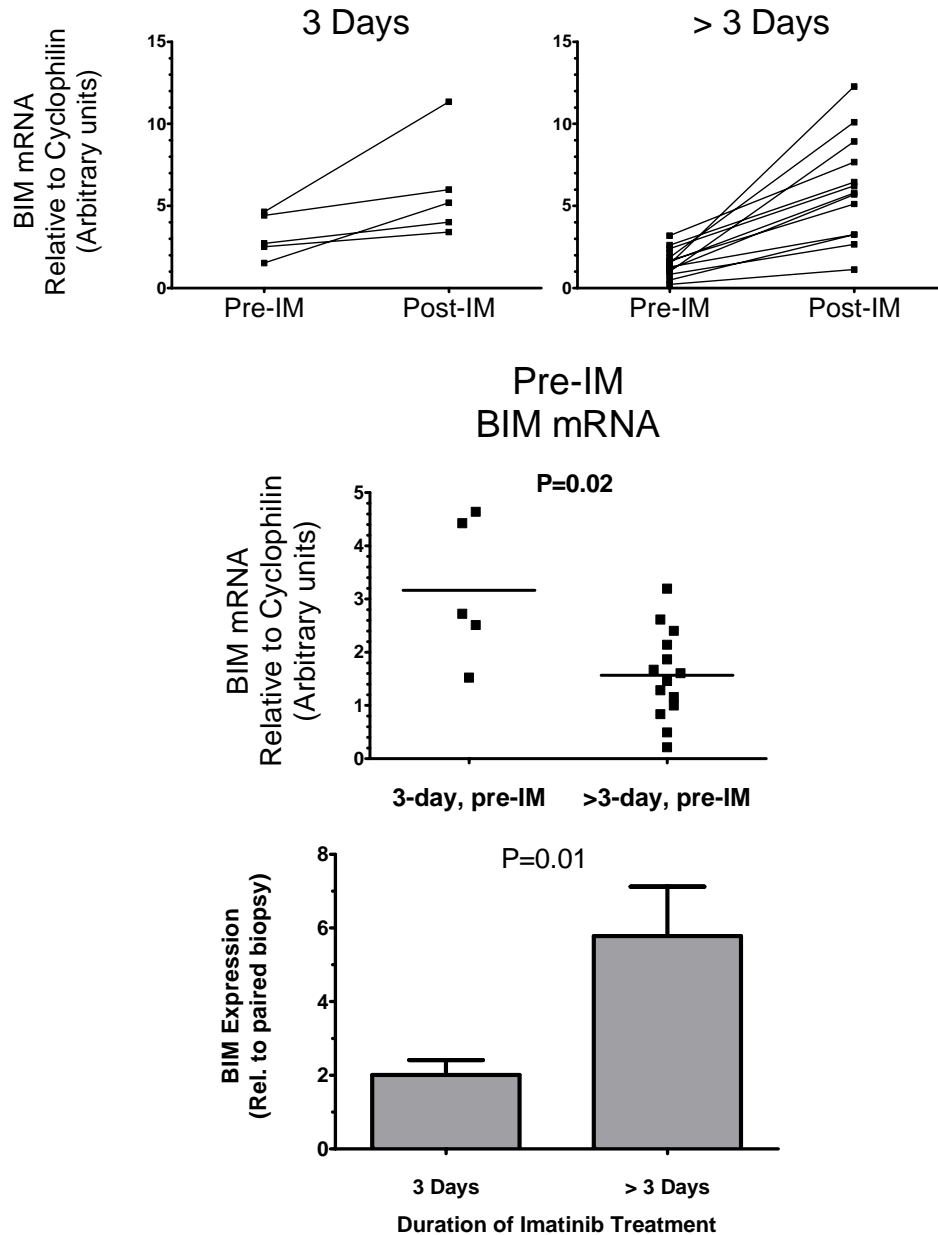 3 Days
> 3 Days
BIM mRNA
Relative to Cyclophilin
(Arbitrary units)
15
10
5
0
Pre-IM
Post-IM
15
10
5
0
Pre-IM
Post-IM
Pre-IM
BIM mRNA
P=0.02
BIM mRNA
Relative to Cyclophilin
(Arbitrary units)
5
4
3
2
1
0
3-day, pre-IM
>3-day, pre-IM
P=0.01
BIM Expression
(Rel. to paired biopsy)
8
6
4
2
0
3 Days
> 3 Days
Duration of Imatinib Treatment